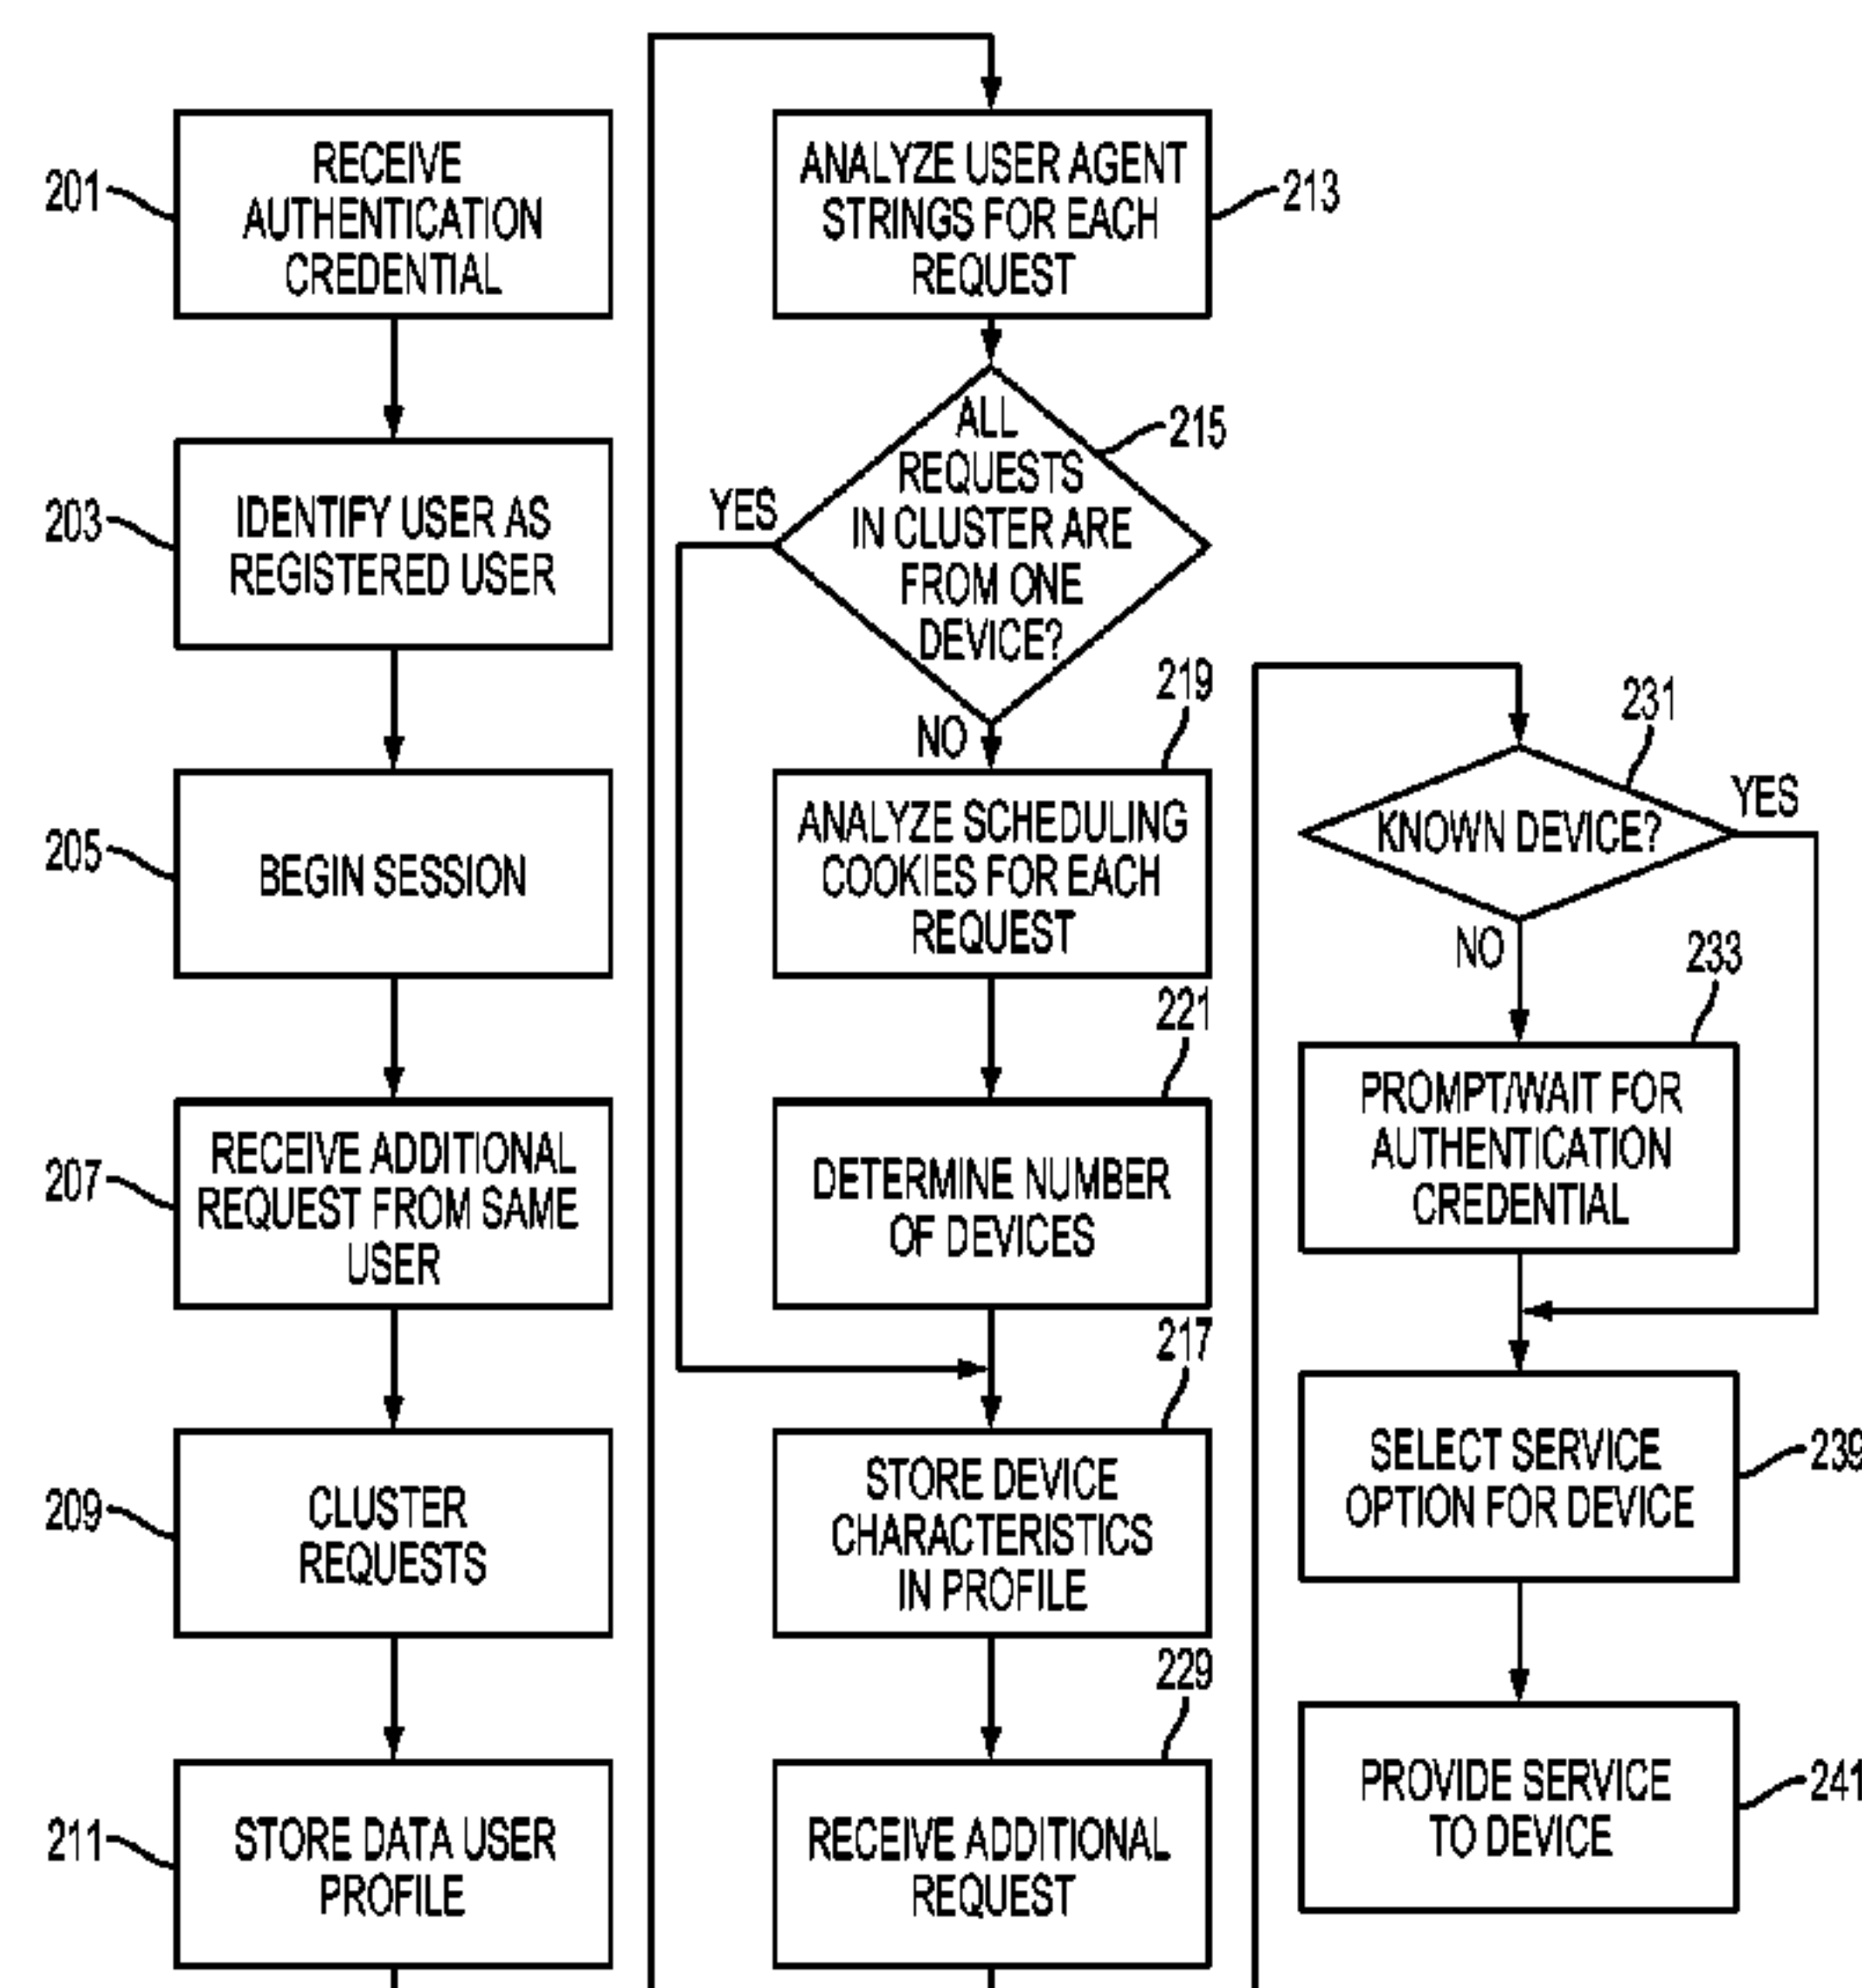 201
RECEIVE
AUTHENTICATION
CREDENTIAL
203
IDENTIFY USER AS
REGISTERED USER
205
BEGIN SESSION
207
RECEIVE ADDITIONAL
REQUEST FROM SAME
USER
209
CLUSTER
REQUESTS
211
STORE DATA USER
PROFILE
ANALYZE USER AGENT
STRINGS FOR EACH
REQUEST
213
ALL
REQUESTS
IN CLUSTER ARE
FROM ONE
DEVICE?
215
YES
NO
219
ANALYZE SCHEDULING
COOKIES FOR EACH
REQUEST
221
DETERMINE NUMBER
OF DEVICES
217
STORE DEVICE
CHARACTERISTICS
IN PROFILE
229
RECEIVE ADDITIONAL
REQUEST
231
KNOWN DEVICE?
YES
NO
233
PROMPT/WAIT FOR
AUTHENTICATION
CREDENTIAL
SELECT SERVICE
OPTION FOR DEVICE
239
PROVIDE SERVICE
TO DEVICE
241